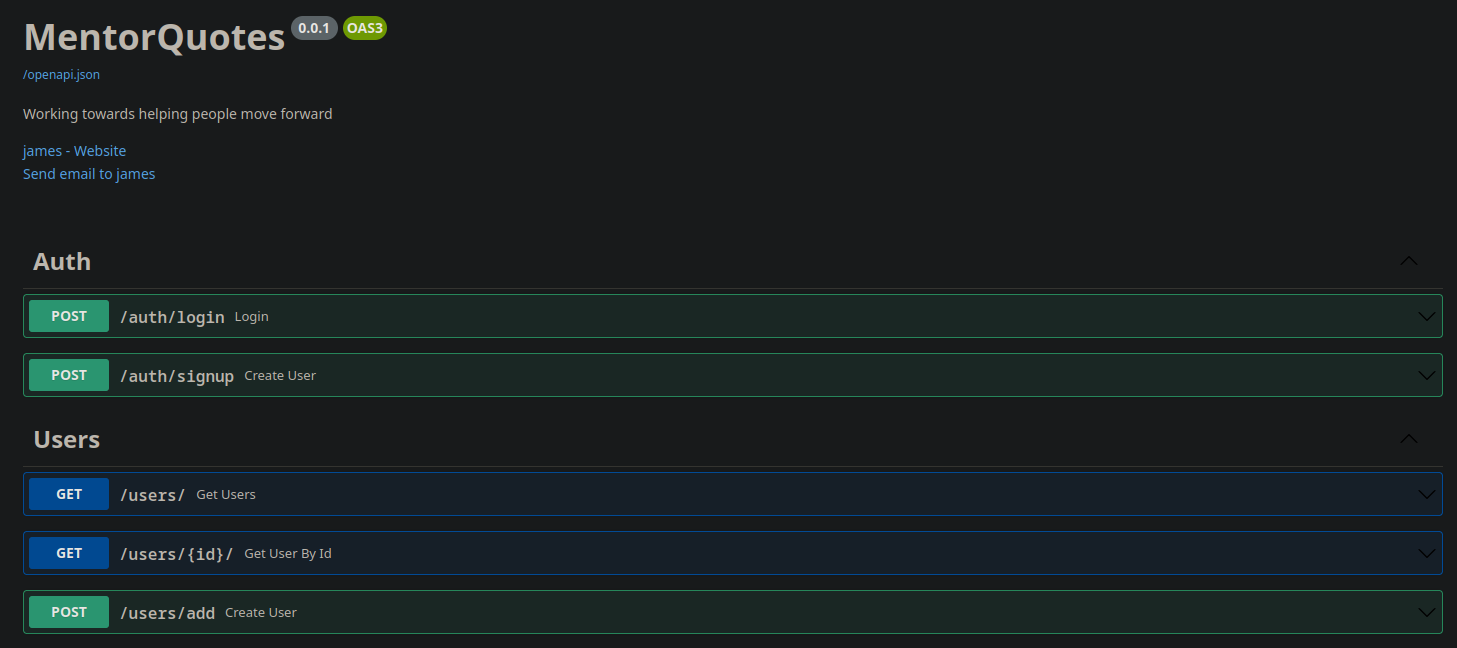 MentorQuotes 0.0.1 OAS3
/openapi.json
Working towards helping people move forward
james - Website
Send email to james
Auth
POST /auth/login Login
POST /auth/signup Create User
Users
GET /users/ Get Users
GET /users/{id}/ Get User By Id
POST /users/add Create User